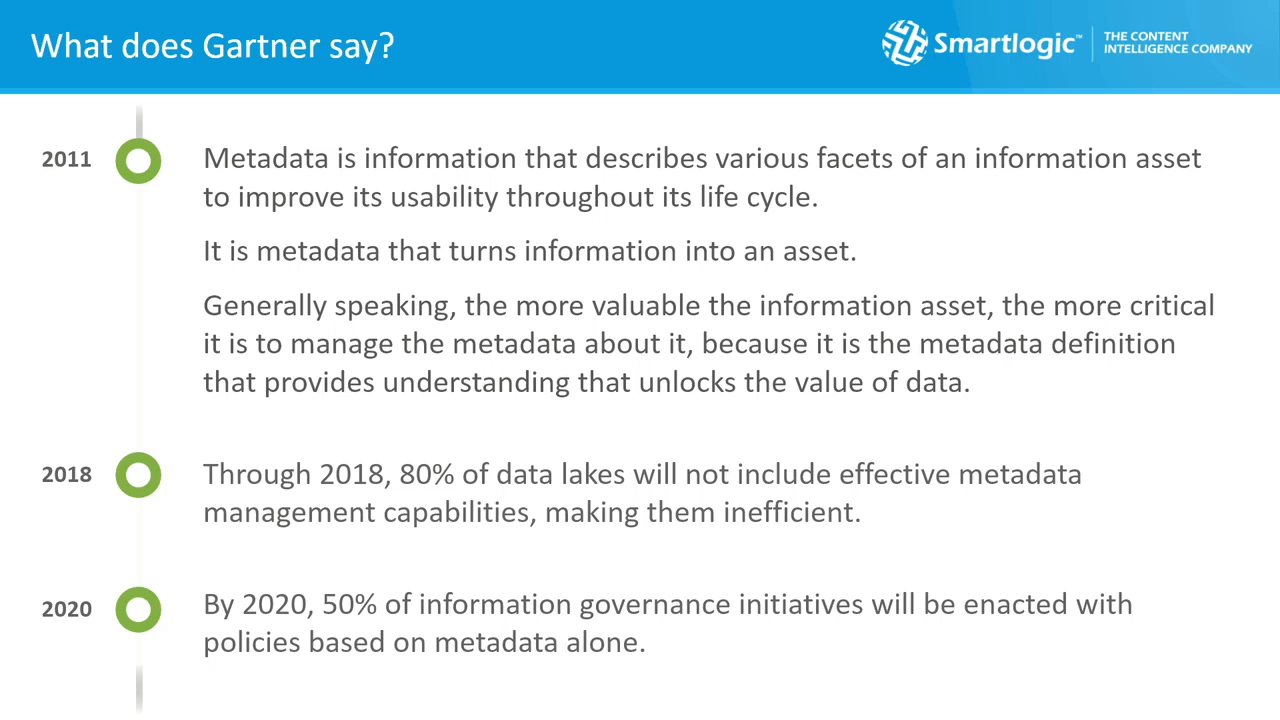 What does Gartner say?
Smartlogic™
THE CONTENT
INTELLIGENCE COMPANY
2011
Metadata is information that describes various facets of an information asset
to improve its usability throughout its life cycle.
It is metadata that turns information into an asset.
Generally speaking, the more valuable the information asset, the more critical
it is to manage the metadata about it, because it is the metadata definition
that provides understanding that unlocks the value of data.
2018
Through 2018, 80% of data lakes will not include effective metadata
management capabilities, making them inefficient.
2020
By 2020, 50% of information governance initiatives will be enacted with
policies based on metadata alone.